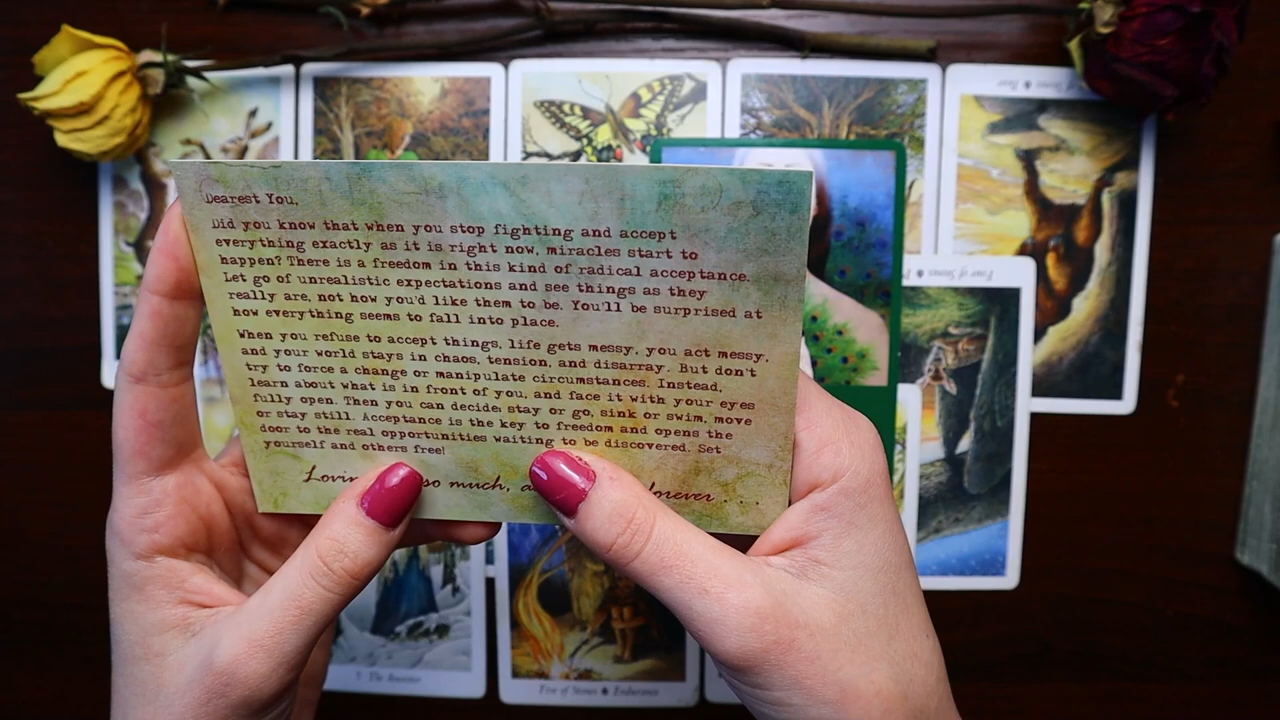 Dearest You,
Did you know that when you stop fighting and accept
everything exactly as it is right now, miracles start to
happen? There is a freedom in this kind of radical acceptance.
Let go of unrealistic expectations and see things as they
really are, not how you'd like them to be. You'll be surprised at
how everything seems to fall into place.
When you refuse to accept things, life gets messy, you act messy,
and your world stays in chaos, tension, and disarray. But don't
try to force a change or manipulate circumstances. Instead,
learn about what is in front of you, and face it with your eyes
fully open. Then you can decide: stay or go, sink or swim, move
or stay still. Acceptance is the key to freedom and opens the
door to the real opportunities waiting to be discovered. Set
yourself and others free!
so much, forever . . . .
Four of Stones
5 The Ancestor
Five of Stones Endurance